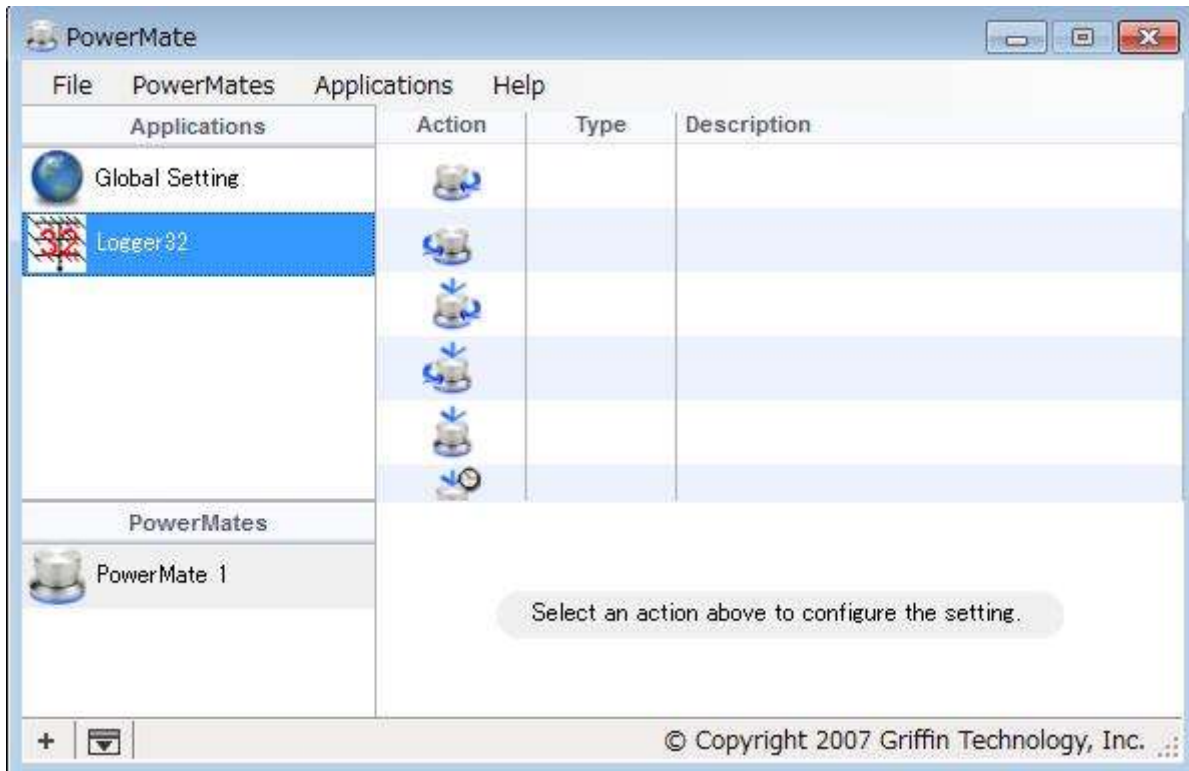 PowerMate
File PowerMates Applications Help
Applications Action Type Description
Global Setting
32 Logger32
PowerMates
PowerMate 1
Select an action above to configure the setting.
+ © Copyright 2007 Griffin Technology, Inc.